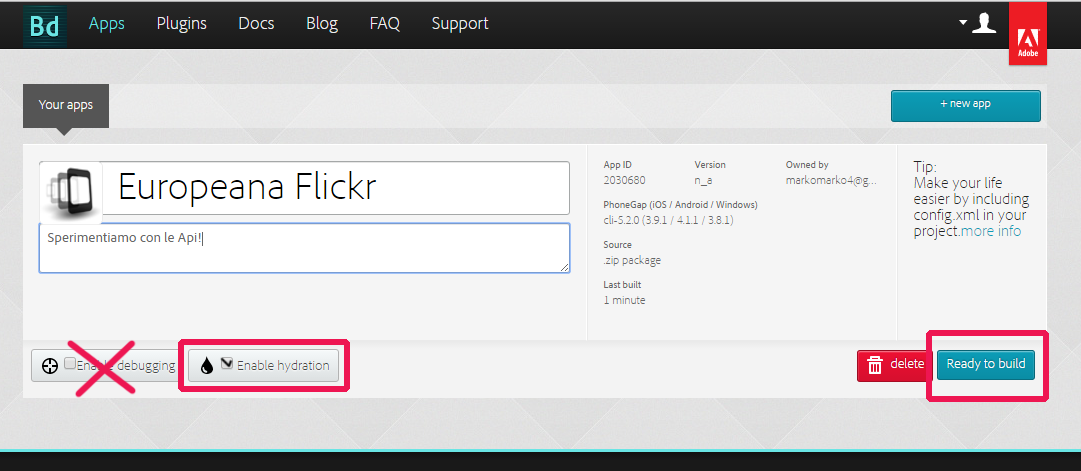 Bd Apps Plugins Docs Blog FAQ Support
Adobe
Your apps
+ new app
Europeana Flickr
Sperimentiamo con le Api!
App ID Version Owned by
2030680 n_a markomarko4@g...
PhoneGap (iOS / Android / Windows)
cli-5.2.0 (3.9.1 / 4.1.1 / 3.8.1)
Source
.zip package
Last built
1 minute
Tip:
Make your life
easier by including
config.xml in your
project.more info
Enable debugging Enable hydration delete Ready to build